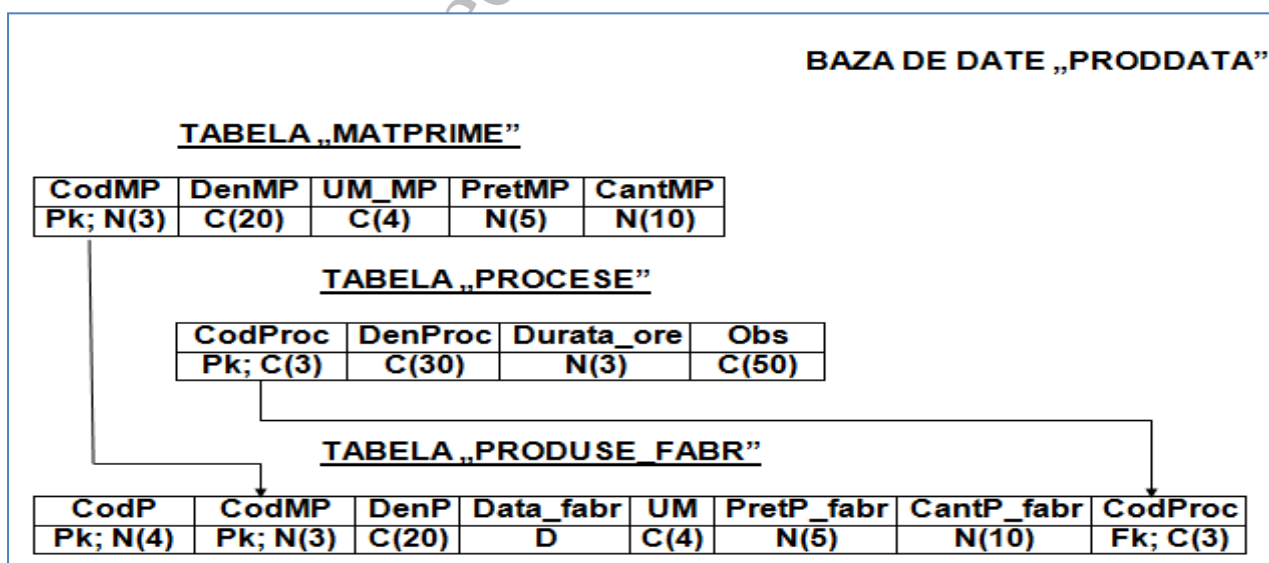 BAZA DE DATE „PRODDATA”
TABELA „MATPRIME”
CodMP DenMP UM_MP PretMP CantMP
Pk; N(3) C(20) C(4) N(5) N(10)
TABELA „PROCESE”
CodProc DenProc Durata_ore Obs
Pk; C(3) C(30) N(3) C(50)
TABELA „PRODUSE_FABR”
CodP CodMP DenP Data_fabr UM PretP_fabr CantP_fabr CodProc
Pk; N(4) Pk; N(3) C(20) D C(4) N(5) N(10) Fk; C(3)